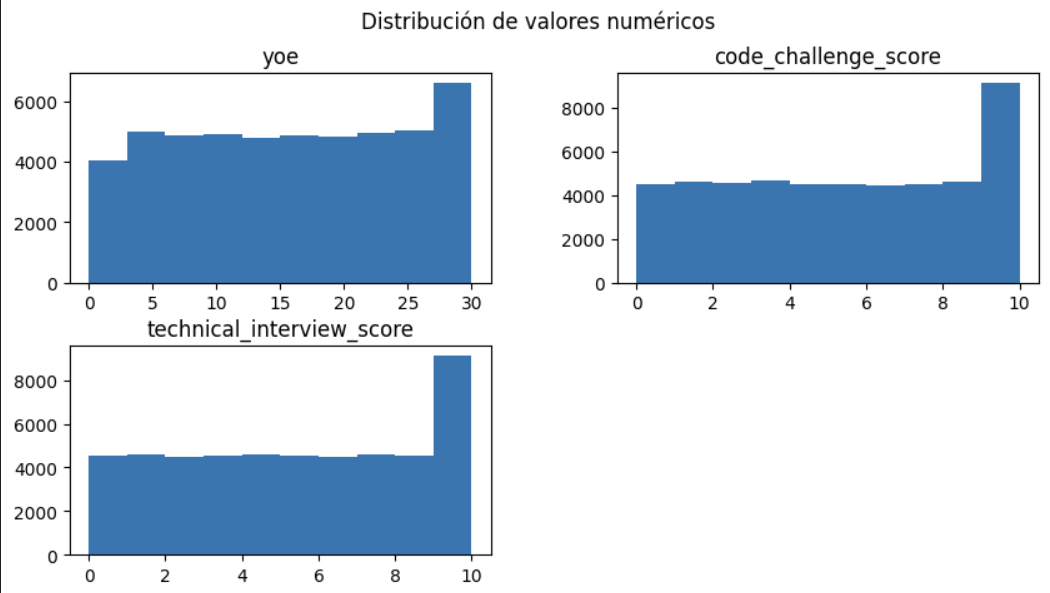 Distribución de valores numéricos
yoe
6000
4000
2000
0
0 5 10 15 20 25 30
code_challenge_score
8000
6000
4000
2000
0
0 2 4 6 8 10
technical_interview_score
8000
6000
4000
2000
0
0 2 4 6 8 10